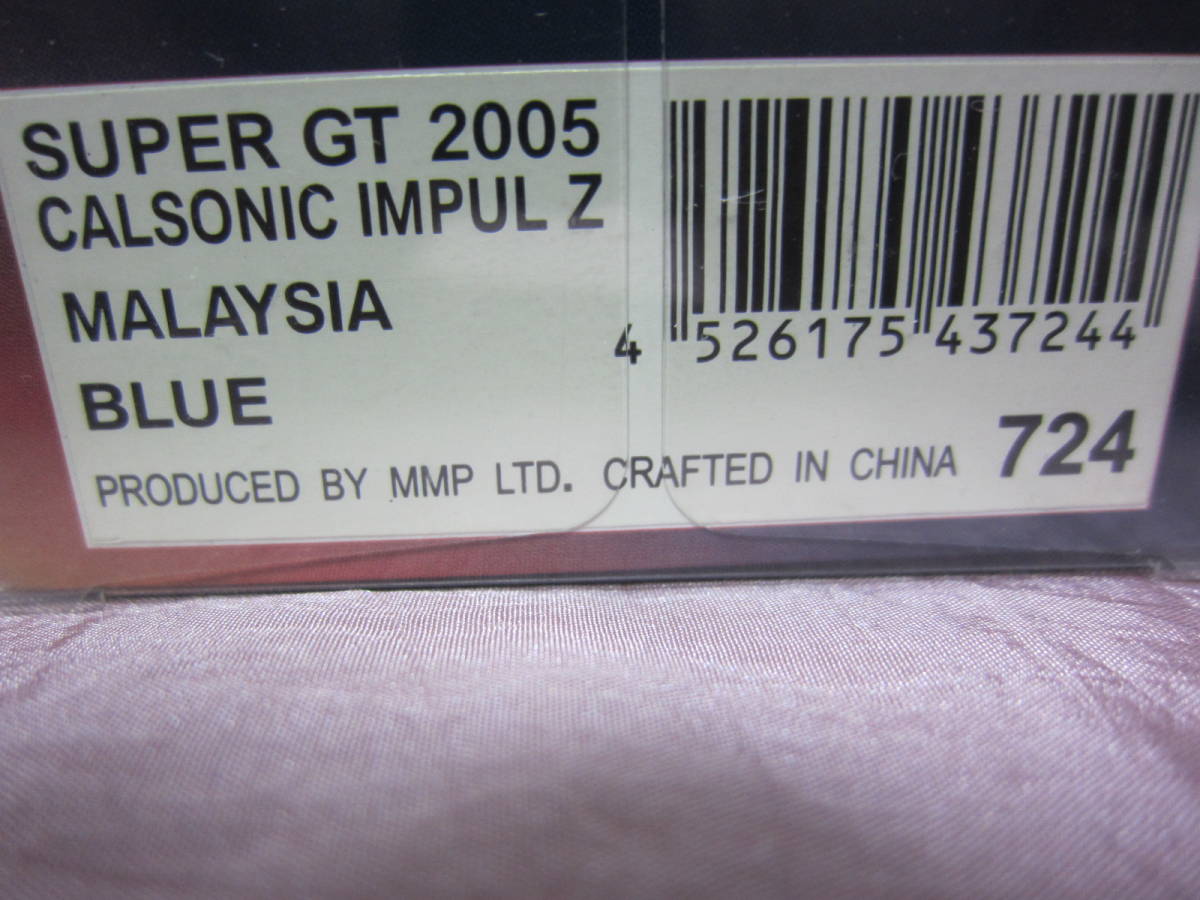 SUPER GT 2005
CALSONIC IMPUL Z
MALAYSIA
BLUE
4 526175 437244
PRODUCED BY MMP LTD. CRAFTED IN CHINA 724